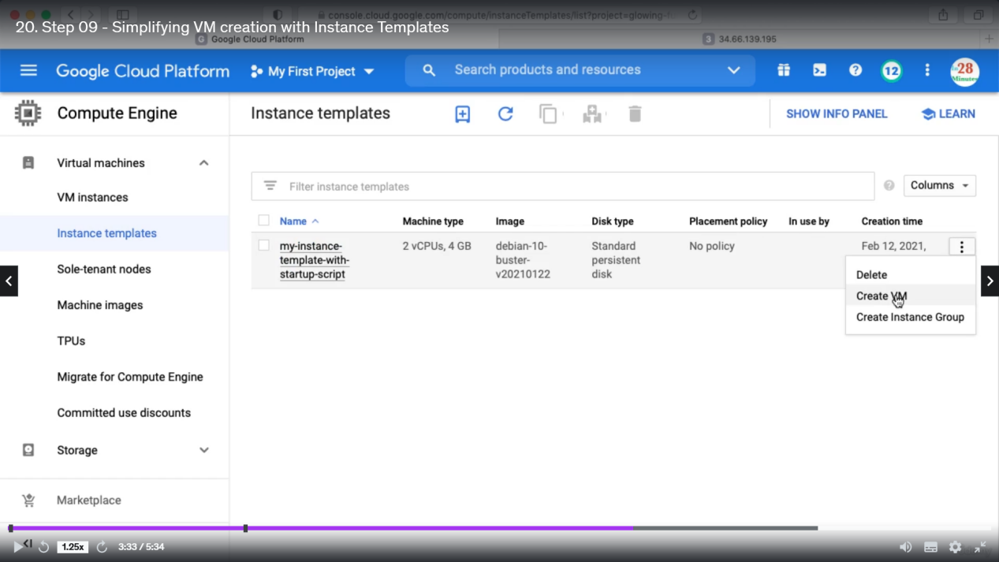 console.cloud.google.com/compute/instanceTemplates/list?project=glowing-fu
20. Step 09 - Simplifying VM creation with Instance Templates
G Google Cloud Platform
3 34.66.139.195
Google Cloud Platform
My First Project
Search products and resources
12
in28
Minutes
Compute Engine
Instance templates
SHOW INFO PANEL
LEARN
Virtual machines
VM instances
Instance templates
Sole-tenant nodes
Machine images
TPUs
Migrate for Compute Engine
Committed use discounts
Storage
Marketplace
Filter instance templates
Columns
Name Machine type Image Disk type Placement policy In use by Creation time
my-instance-
template-with-
startup-script
2 vCPUs, 4 GB
debian-10-
buster-
v20210122
Standard
persistent
disk
No policy
Feb 12, 2021,
Delete
Create VM
Create Instance Group
1.25x
3:33 / 5:34